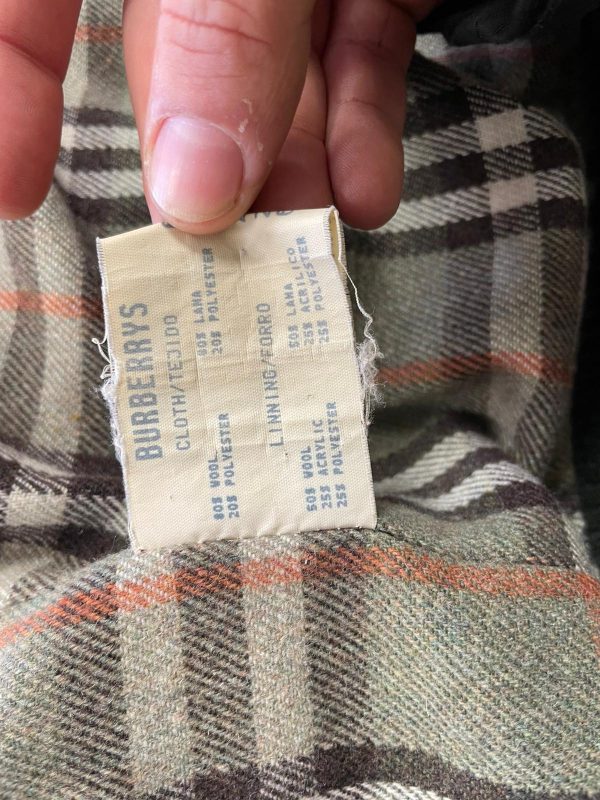 BURBERRYS
CLOTH/TEJIDO
80% WOOL 80% LANA
20% POLYESTER 20% POLYESTER
LINNING/FORRO
50% WOOL 50% LANA
25% ACRYLIC 25% ACRILICO
25% POLYESTER 25% POLYESTER